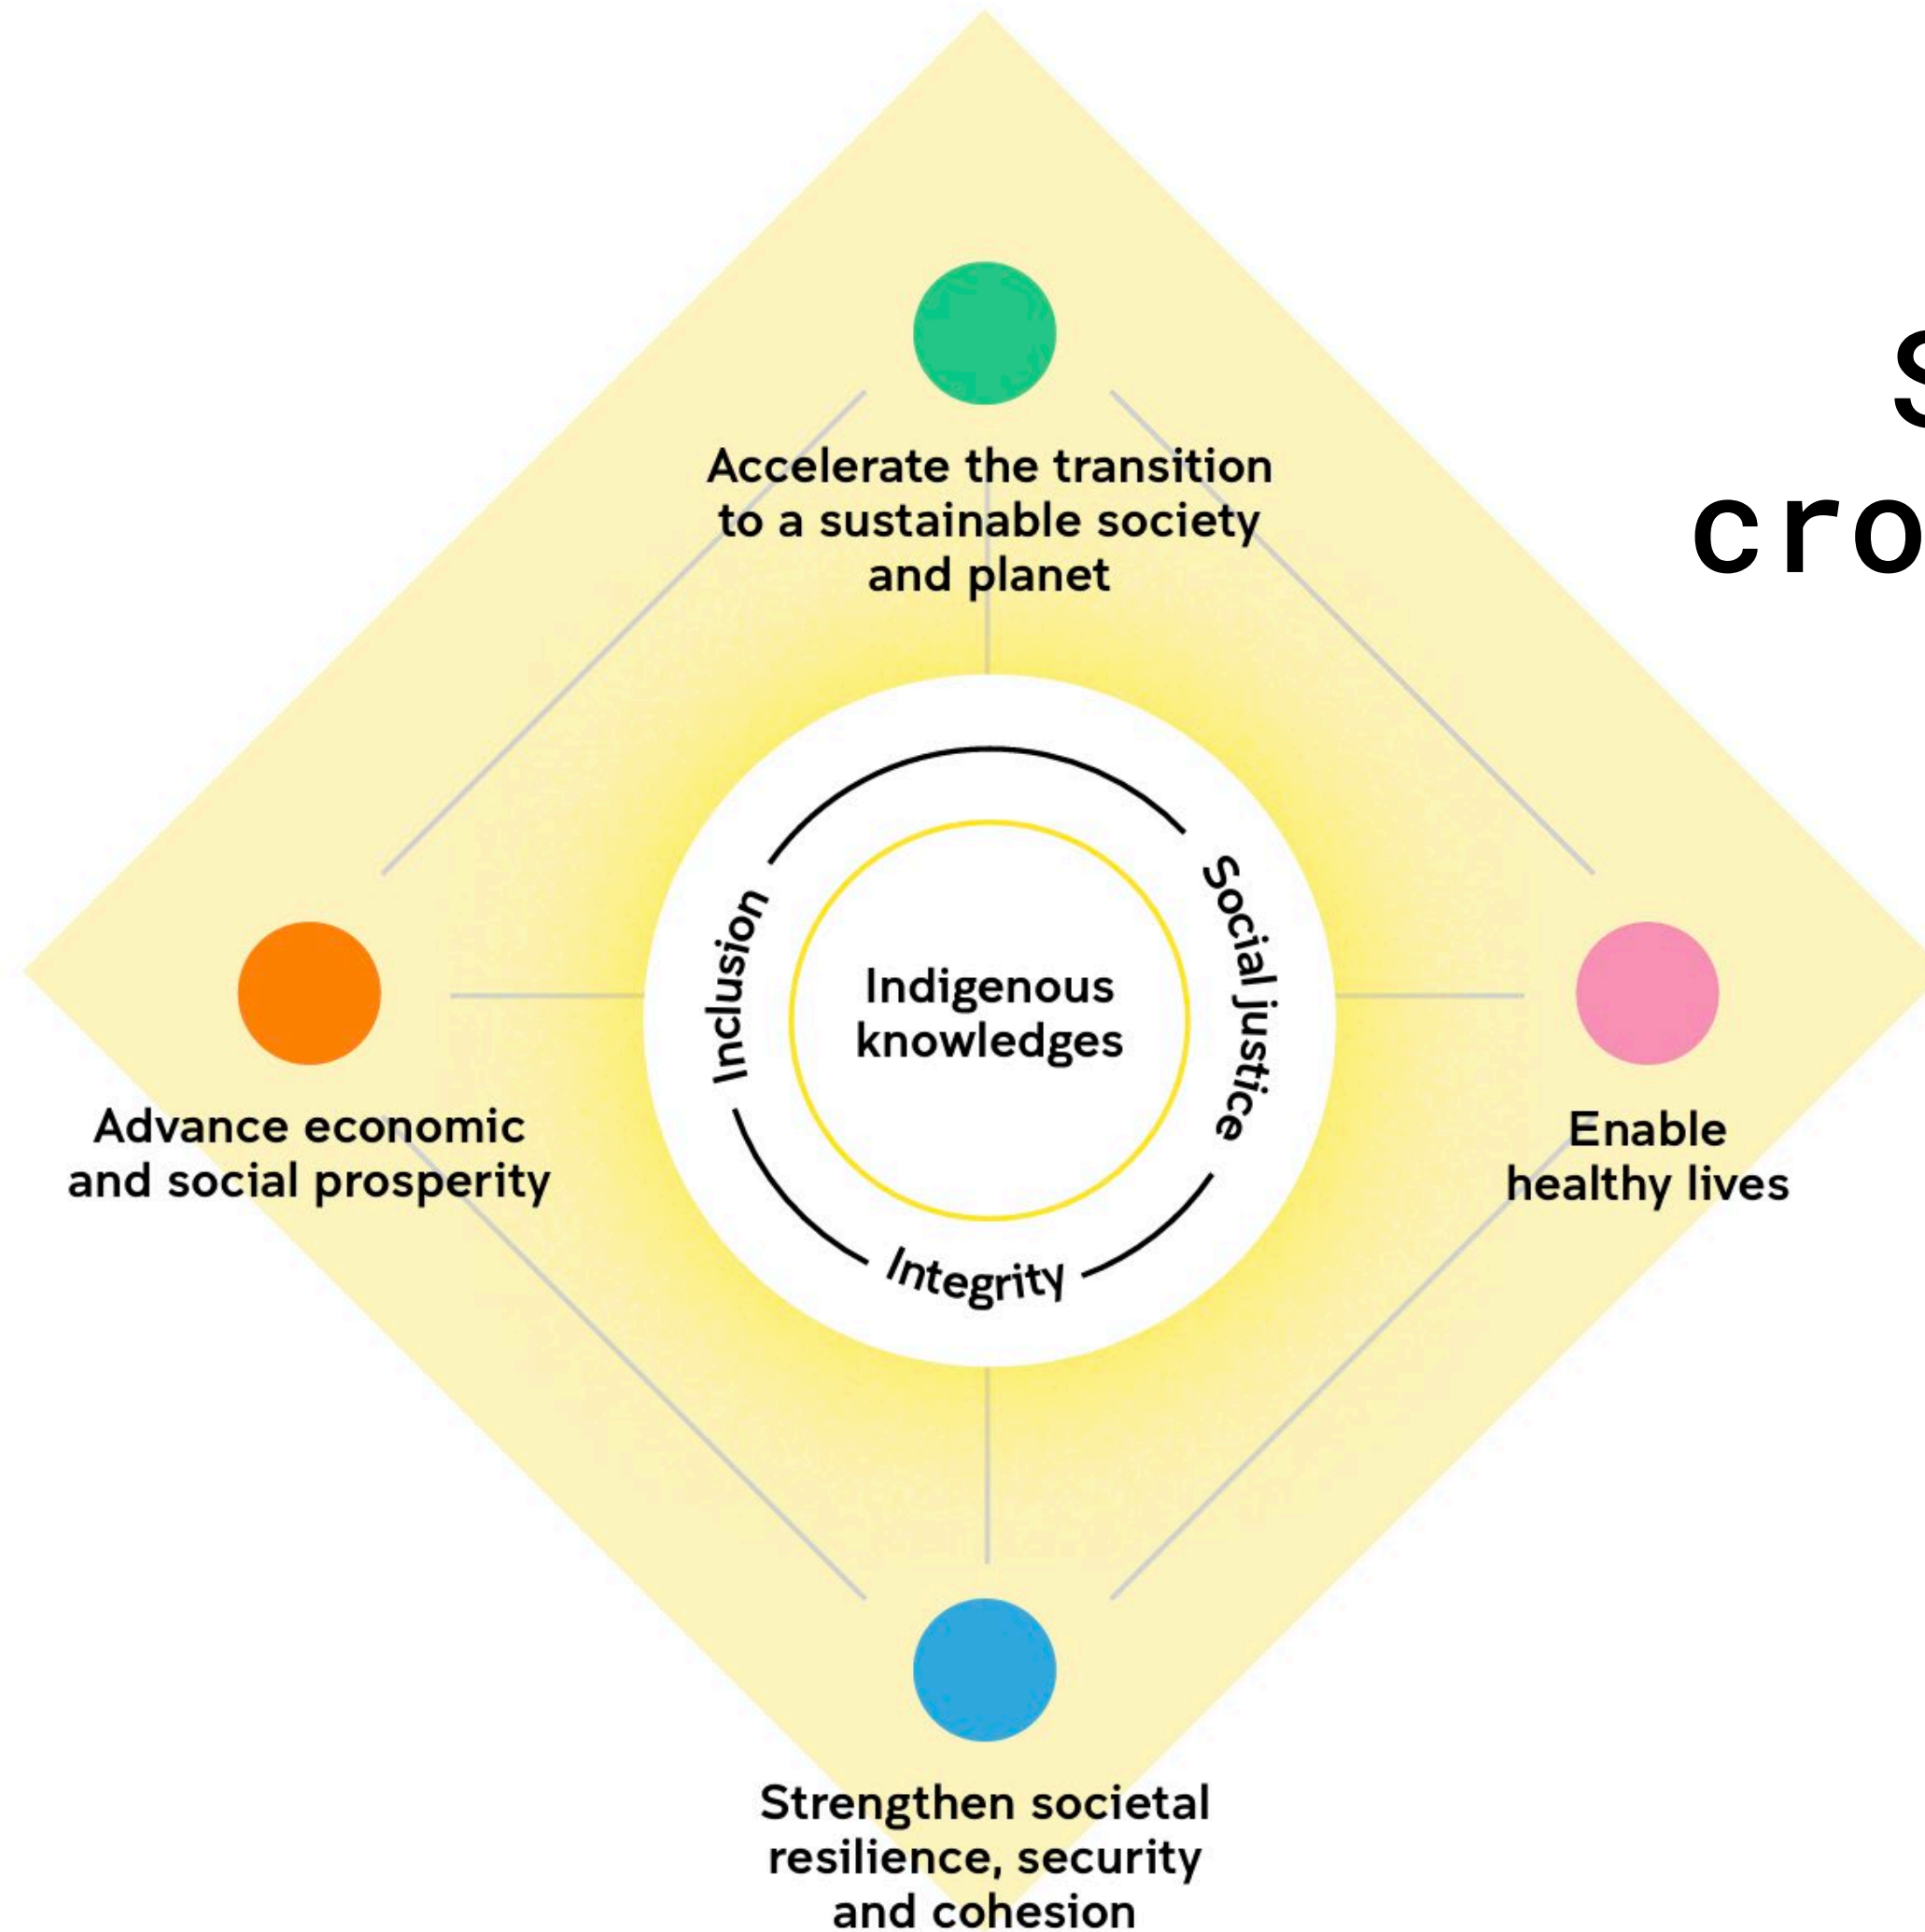 Accelerate the transition
to a sustainable society
and planet
Inclusion
Social justice
Indigenous
knowledges
Integrity
Advance economic
and social prosperity
Enable
healthy lives
Strengthen societal
resilience, security
and cohesion